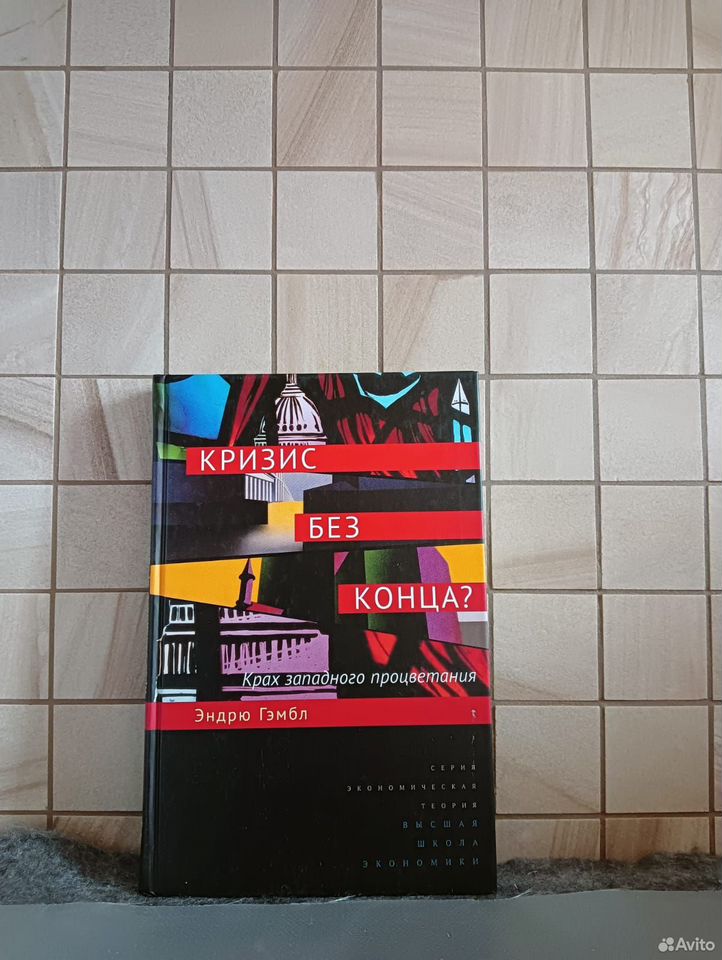 КРИЗИС
БЕЗ
КОНЦА?
Крах западного процветания
Эндрю Гэмбл
СЕРИЯ
ЭКОНОМИЧЕСКАЯ
ТЕОРИЯ
ВЫСШАЯ
ШКОЛА
ЭКОНОМИКИ
Avito